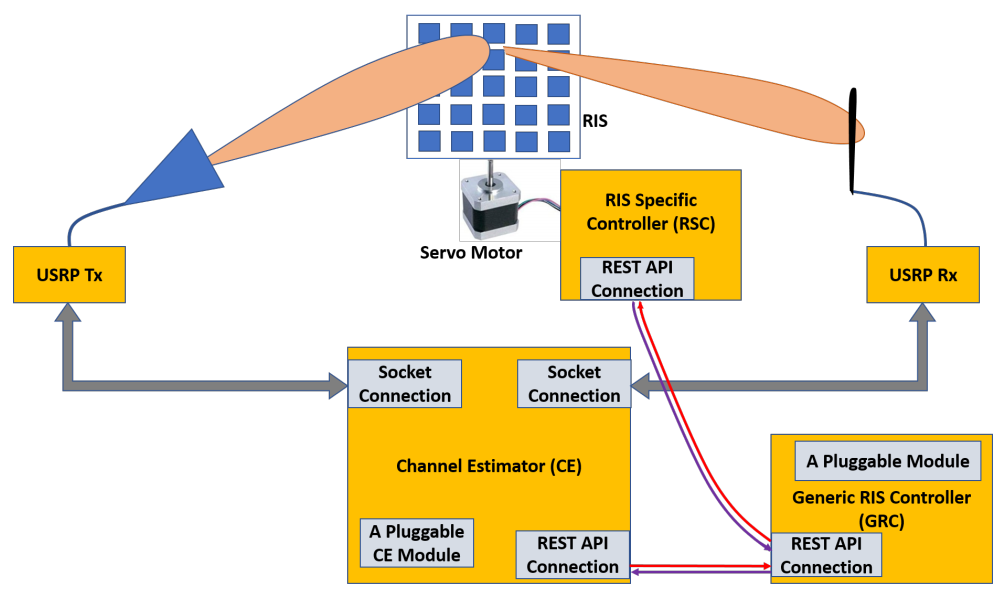 RIS
RIS Specific
Controller (RSC)
Servo Motor
REST API
Connection
USRP Tx
USRP Rx
Socket
Connection
Socket
Connection
Channel Estimator (CE)
A Pluggable Module
Generic RIS Controller
(GRC)
A Pluggable
CE Module
REST API
Connection
REST API
Connection